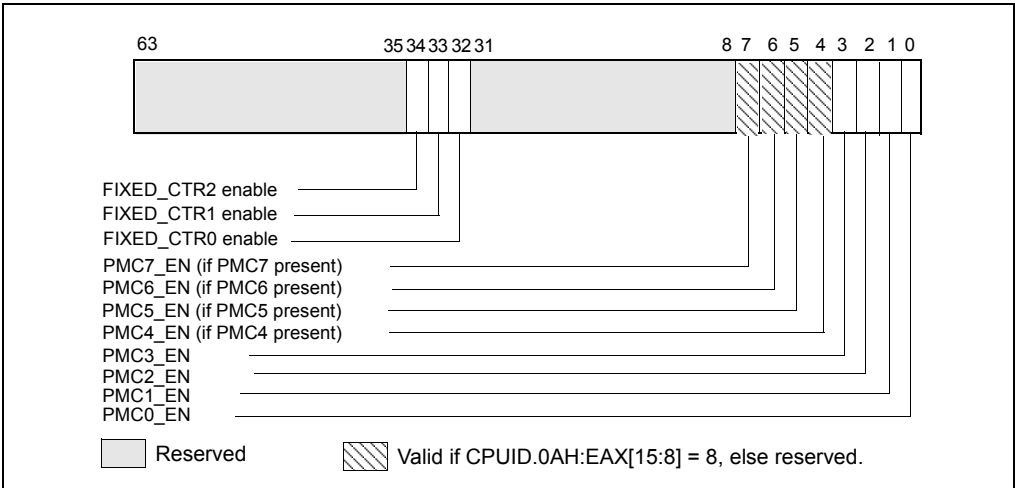 63 35 34 33 32 31 8 7 6 5 4 3 2 1 0
FIXED_CTR2 enable
FIXED_CTR1 enable
FIXED_CTR0 enable
PMC7_EN (if PMC7 present)
PMC6_EN (if PMC6 present)
PMC5_EN (if PMC5 present)
PMC4_EN (if PMC4 present)
PMC3_EN
PMC2_EN
PMC1_EN
PMC0_EN
Reserved Valid if CPUID.0AH:EAX[15:8] = 8, else reserved.